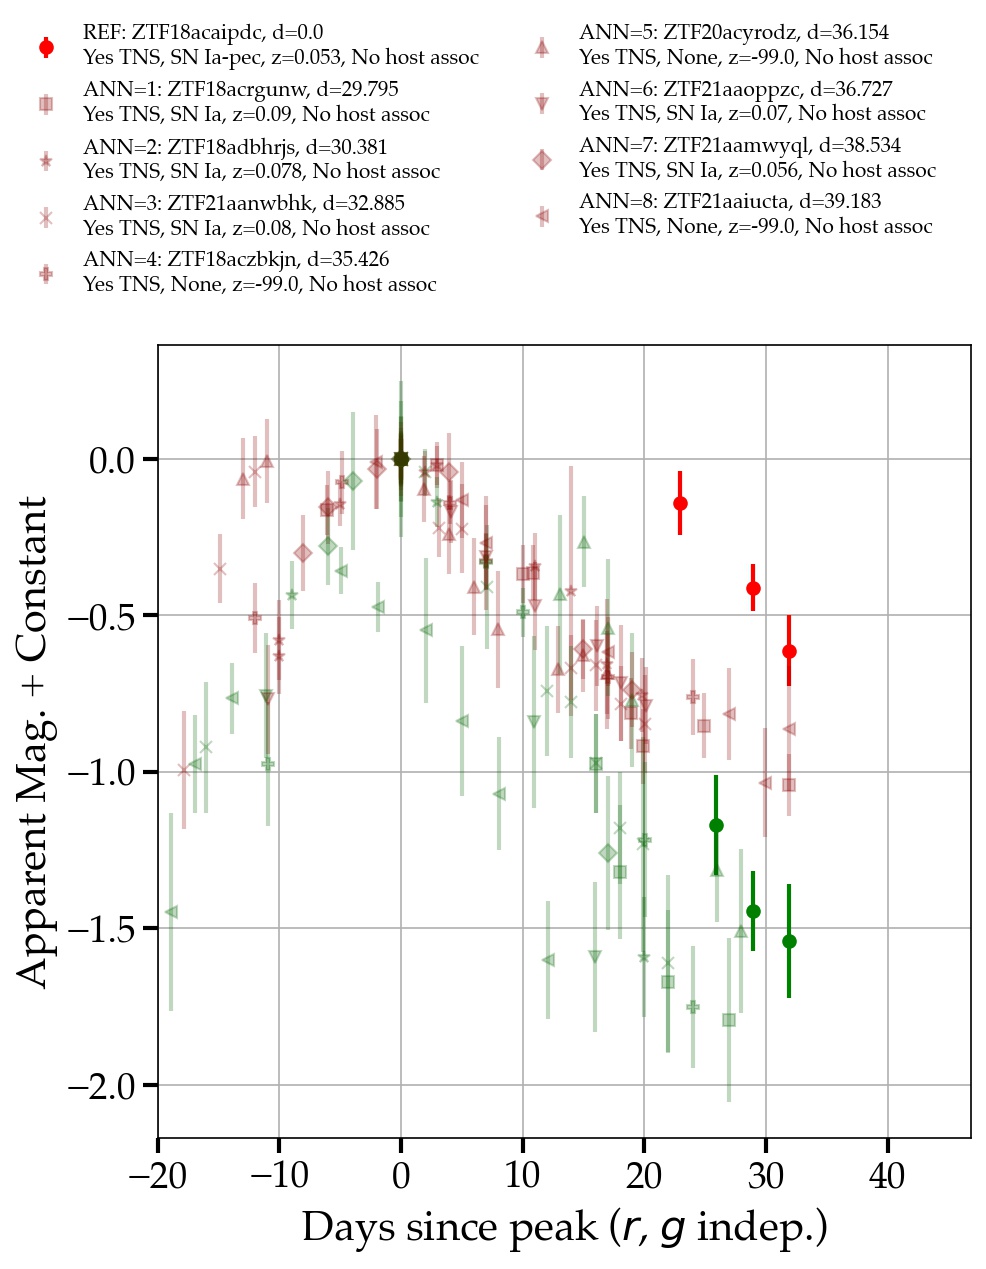 REF: ZTF18acaipdc, d=0.0
Yes TNS, SN Ia-pec, z=0.053, No host assoc
ANN=1: ZTF18acrgunw, d=29.795
Yes TNS, SN Ia, z=0.09, No host assoc
ANN=2: ZTF18adbhrjs, d=30.381
Yes TNS, SN Ia, z=0.078, No host assoc
ANN=3: ZTF21aanwbhk, d=32.885
Yes TNS, SN Ia, z=0.08, No host assoc
ANN=4: ZTF18aczbkjn, d=35.426
Yes TNS, None, z=-99.0, No host assoc
ANN=5: ZTF20acyrodz, d=36.154
Yes TNS, None, z=-99.0, No host assoc
ANN=6: ZTF21aaoppzc, d=36.727
Yes TNS, SN Ia, z=0.07, No host assoc
ANN=7: ZTF21aamwyql, d=38.534
Yes TNS, SN Ia, z=0.056, No host assoc
ANN=8: ZTF21aaiucta, d=39.183
Yes TNS, None, z=-99.0, No host assoc
Apparent Mag. + Constant
0.0
−0.5
−1.0
−1.5
−2.0
−20 −10 0 10 20 30 40
Days since peak (r, g indep.)